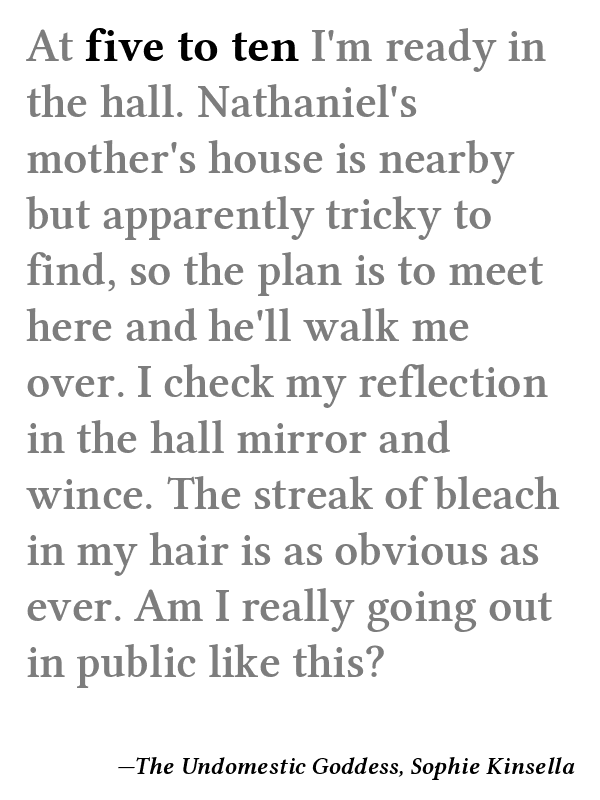 At five to ten I'm ready in
the hall. Nathaniel's
mother's house is nearby
but apparently tricky to
find, so the plan is to meet
here and he'll walk me
over. I check my reflection
in the hall mirror and
wince. The streak of bleach
in my hair is as obvious as
ever. Am I really going out
in public like this?
—The Undomestic Goddess, Sophie Kinsella